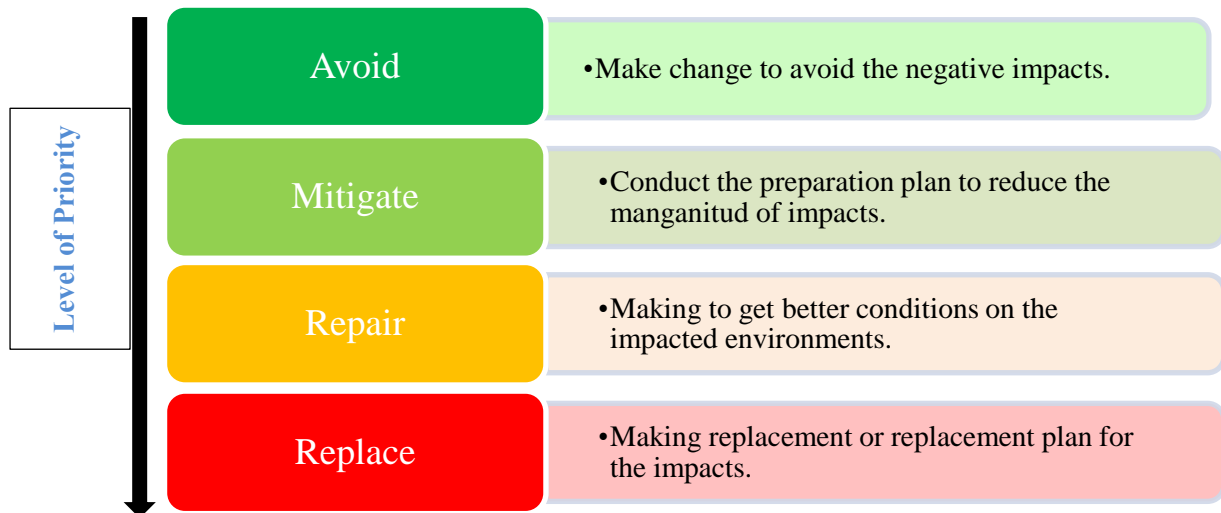 Level of Priority
Avoid
•Make change to avoid the negative impacts.
Mitigate
•Conduct the preparation plan to reduce the
manganitud of impacts.
Repair
•Making to get better conditions on the
impacted environments.
Replace
•Making replacement or replacement plan for
the impacts.